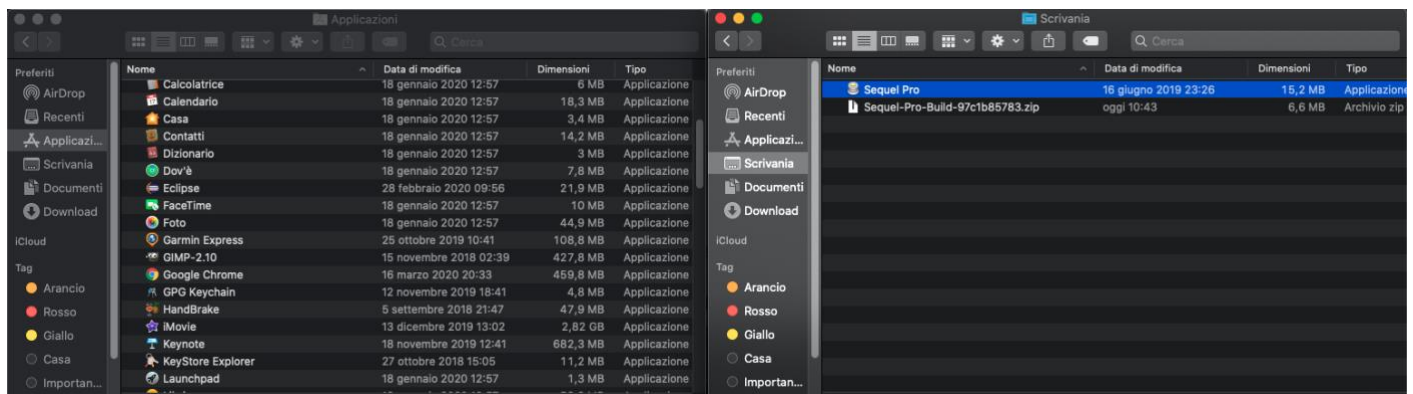 Applicazioni
Cerca
Preferiti
AirDrop
Recenti
Applicazi...
Scrivania
Documenti
Download
iCloud
Tag
Arancio
Rosso
Giallo
Casa
Importan...
Nome Data di modifica Dimensioni Tipo
Calcolatrice 18 gennaio 2020 12:57 6 MB Applicazione
Calendario 18 gennaio 2020 12:57 18,3 MB Applicazione
Casa 18 gennaio 2020 12:57 3,4 MB Applicazione
Contatti 18 gennaio 2020 12:57 14,2 MB Applicazione
Dizionario 18 gennaio 2020 12:57 3 MB Applicazione
Dov'è 18 gennaio 2020 12:57 7,8 MB Applicazione
Eclipse 28 febbraio 2020 09:56 21,9 MB Applicazione
FaceTime 18 gennaio 2020 12:57 10 MB Applicazione
Foto 18 gennaio 2020 12:57 44,9 MB Applicazione
Garmin Express 25 ottobre 2019 10:41 108,8 MB Applicazione
GIMP-2.10 15 novembre 2018 02:39 427,8 MB Applicazione
Google Chrome 16 marzo 2020 20:33 459,8 MB Applicazione
GPG Keychain 12 novembre 2019 18:41 4,8 MB Applicazione
HandBrake 5 settembre 2018 21:47 47,9 MB Applicazione
iMovie 13 dicembre 2019 13:02 2,82 GB Applicazione
Keynote 18 novembre 2019 12:41 682,3 MB Applicazione
KeyStore Explorer 27 ottobre 2018 15:05 11,2 MB Applicazione
Launchpad 18 gennaio 2020 12:57 1,3 MB Applicazione
Scrivania
Cerca
Preferiti
AirDrop
Recenti
Applicazi...
Scrivania
Documenti
Download
iCloud
Tag
Arancio
Rosso
Giallo
Casa
Importan...
Nome Data di modifica Dimensioni Tipo
Sequel Pro 16 giugno 2019 23:26 15,2 MB Applicazione
Sequel-Pro-Build-97c1b85783.zip oggi 10:43 6,6 MB Archivio zip